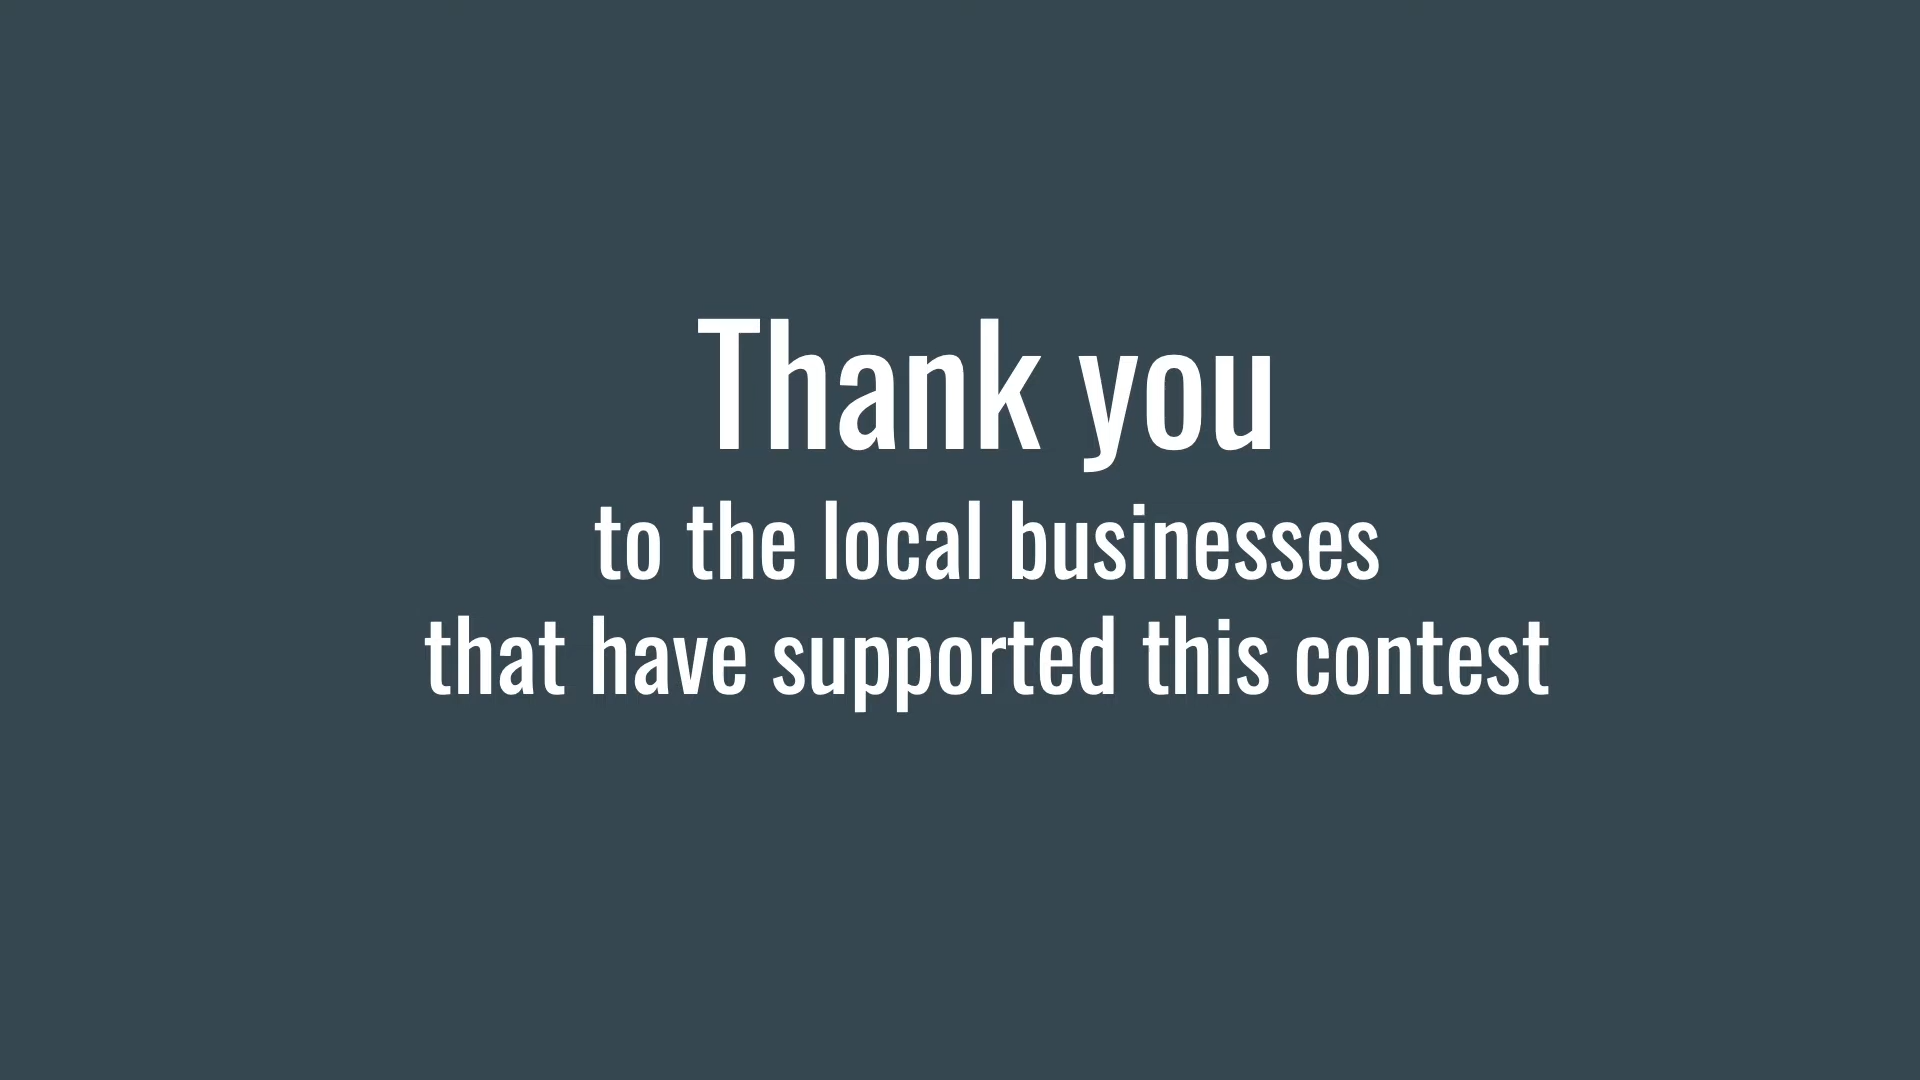 Thank you
to the local businesses
that have supported this contest